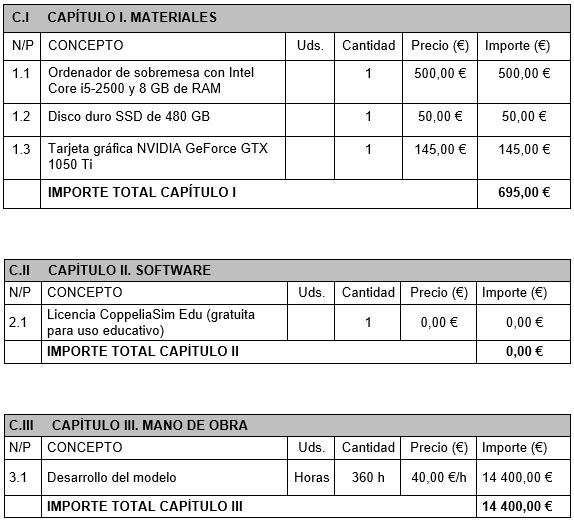 C.I CAPÍTULO I. MATERIALES
N/P CONCEPTO Uds. Cantidad Precio (€) Importe (€)
1.1 Ordenador de sobremesa con Intel Core i5-2500 y 8 GB de RAM 1 500,00 € 500,00 €
1.2 Disco duro SSD de 480 GB 1 50,00 € 50,00 €
1.3 Tarjeta gráfica NVIDIA GeForce GTX 1050 Ti 1 145,00 € 145,00 €
IMPORTE TOTAL CAPÍTULO I 695,00 €
C.II CAPÍTULO II. SOFTWARE
N/P CONCEPTO Uds. Cantidad Precio (€) Importe (€)
2.1 Licencia CoppeliaSim Edu (gratuita para uso educativo) 1 0,00 € 0,00 €
IMPORTE TOTAL CAPÍTULO II 0,00 €
C.III CAPÍTULO III. MANO DE OBRA
N/P CONCEPTO Uds. Cantidad Precio (€) Importe (€)
3.1 Desarrollo del modelo Horas 360 h 40,00 €/h 14 400,00 €
IMPORTE TOTAL CAPÍTULO III 14 400,00 €